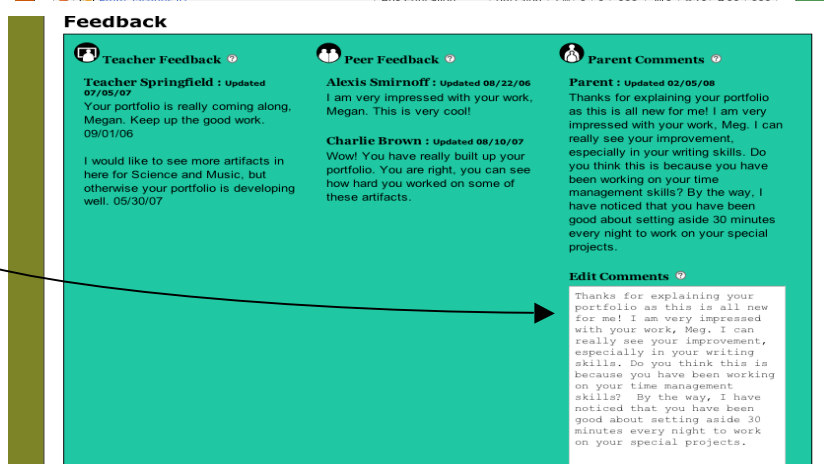 Feedback
Teacher Feedback ?
Teacher Springfield : Updated
07/05/07
Your portfolio is really coming along,
Megan. Keep up the good work.
09/01/06
I would like to see more artifacts in
here for Science and Music, but
otherwise your portfolio is developing
well. 05/30/07
Peer Feedback ?
Alexis Smirnoff : Updated 08/22/06
I am very impressed with your work,
Megan. This is very cool!
Charlie Brown : Updated 08/10/07
Wow! You have really built up your
portfolio. You are right, you can see
how hard you worked on some of
these artifacts.
Parent Comments ?
Parent : Updated 02/05/08
Thanks for explaining your portfolio
as this is all new for me! I am very
impressed with your work, Meg. I can
really see your improvement,
especially in your writing skills. Do
you think this is because you have
been working on your time
management skills? By the way, I
have noticed that you have been
good about setting aside 30 minutes
every night to work on your special
projects.
Edit Comments ?
Thanks for explaining your
portfolio as this is all new
for me! I am very impressed
with your work, Meg. I can
really see your improvement,
especially in your writing
skills. Do you think this is
because you have been working
on your time management
skills?  By the way, I have
noticed that you have been
good about setting aside 30
minutes every night to work
on your special projects.